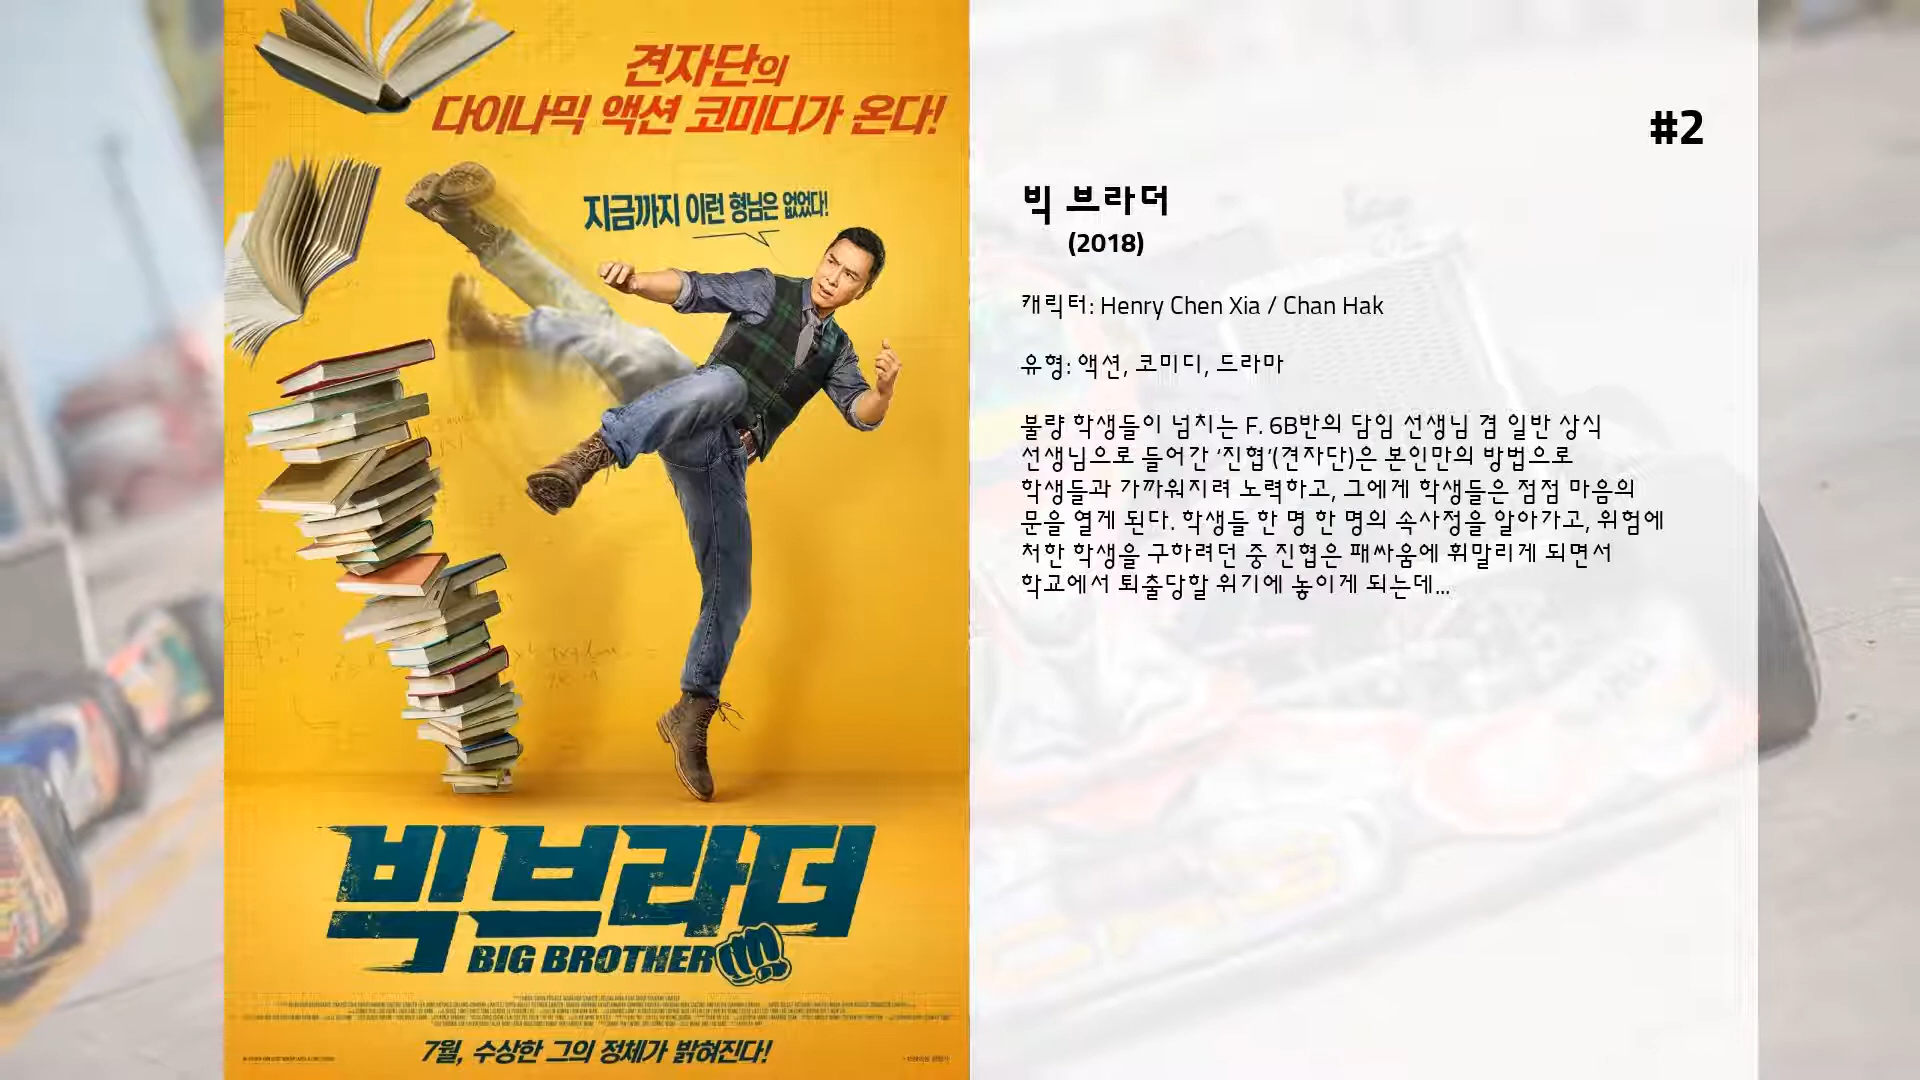 견자단의
다이나믹 액션 코미디가 온다!
지금까지 이런 형님은 없었다!
빅브라더
BIG BROTHER
7월, 수상한 그의 정체가 밝혀진다!
#2
빅 브라더
(2018)
캐릭터: Henry Chen Xia / Chan Hak
유형: 액션, 코미디, 드라마
불량 학생들이 넘치는 F. 6B반의 담임 선생님 겸 일반 상식
선생님으로 들어간 ‘진협’(견자단)은 본인만의 방법으로
학생들과 가까워지려 노력하고, 그에게 학생들은 점점 마음의
문을 열게 된다. 학생들 한 명 한 명의 속사정을 알아가고, 위험에
처한 학생을 구하려던 중 진협은 패싸움에 휘말리게 되면서
학교에서 퇴출당할 위기에 놓이게 되는데...